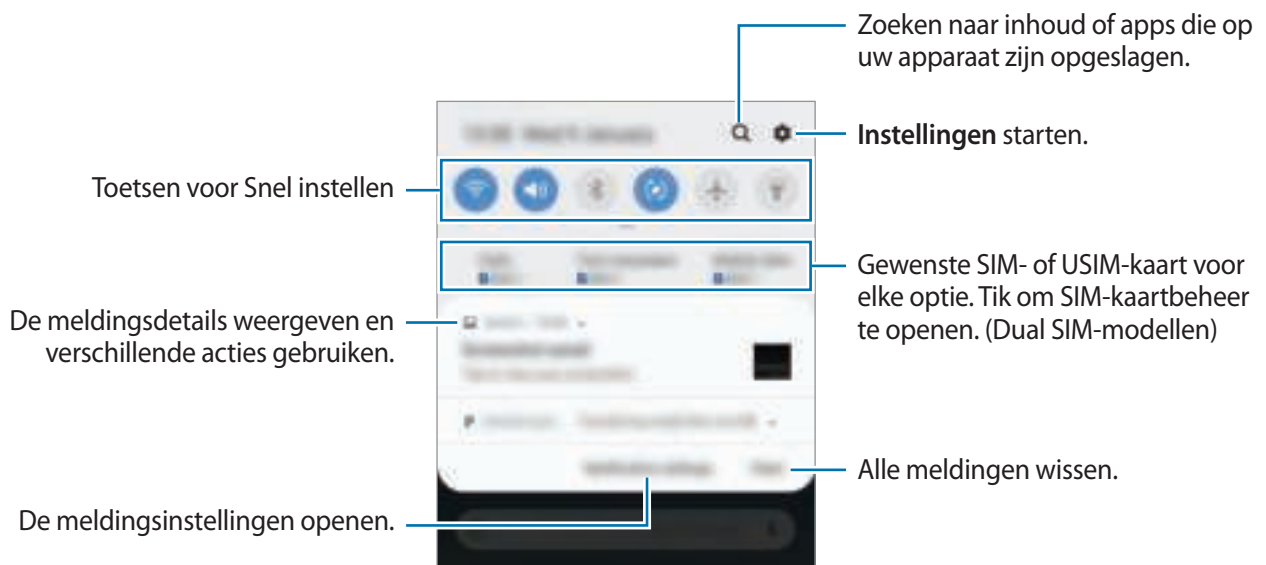 Zoeken naar inhoud of apps die op
uw apparaat zijn opgeslagen.
Instellingen starten.
Toetsen voor Snel instellen
Gewenste SIM- of USIM-kaart voor
elke optie. Tik om SIM-kaartbeheer
te openen. (Dual SIM-modellen)
De meldingsdetails weergeven en
verschillende acties gebruiken.
Alle meldingen wissen.
De meldingsinstellingen openen.